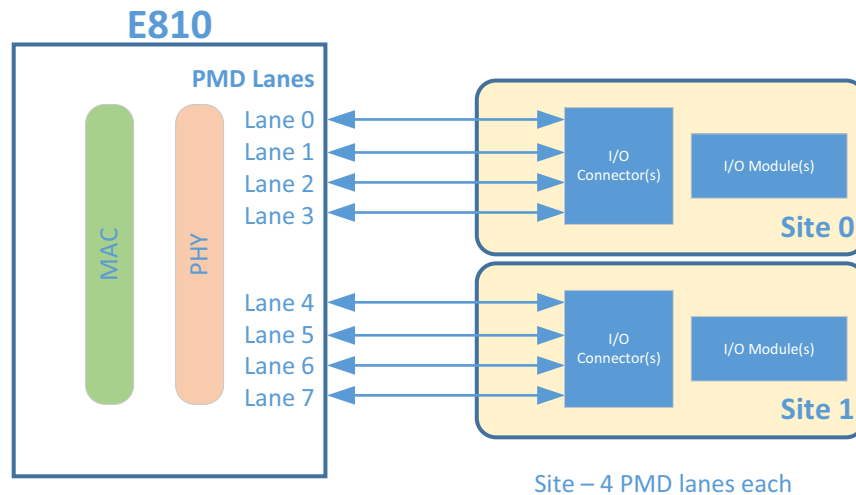 E810
PMD Lanes
Lane 0
Lane 1
Lane 2
Lane 3
Lane 4
Lane 5
Lane 6
Lane 7
MAC
PHY
I/O
Connector(s)
I/O Module(s)
Site 0
I/O
Connector(s)
I/O Module(s)
Site 1
Site – 4 PMD lanes each